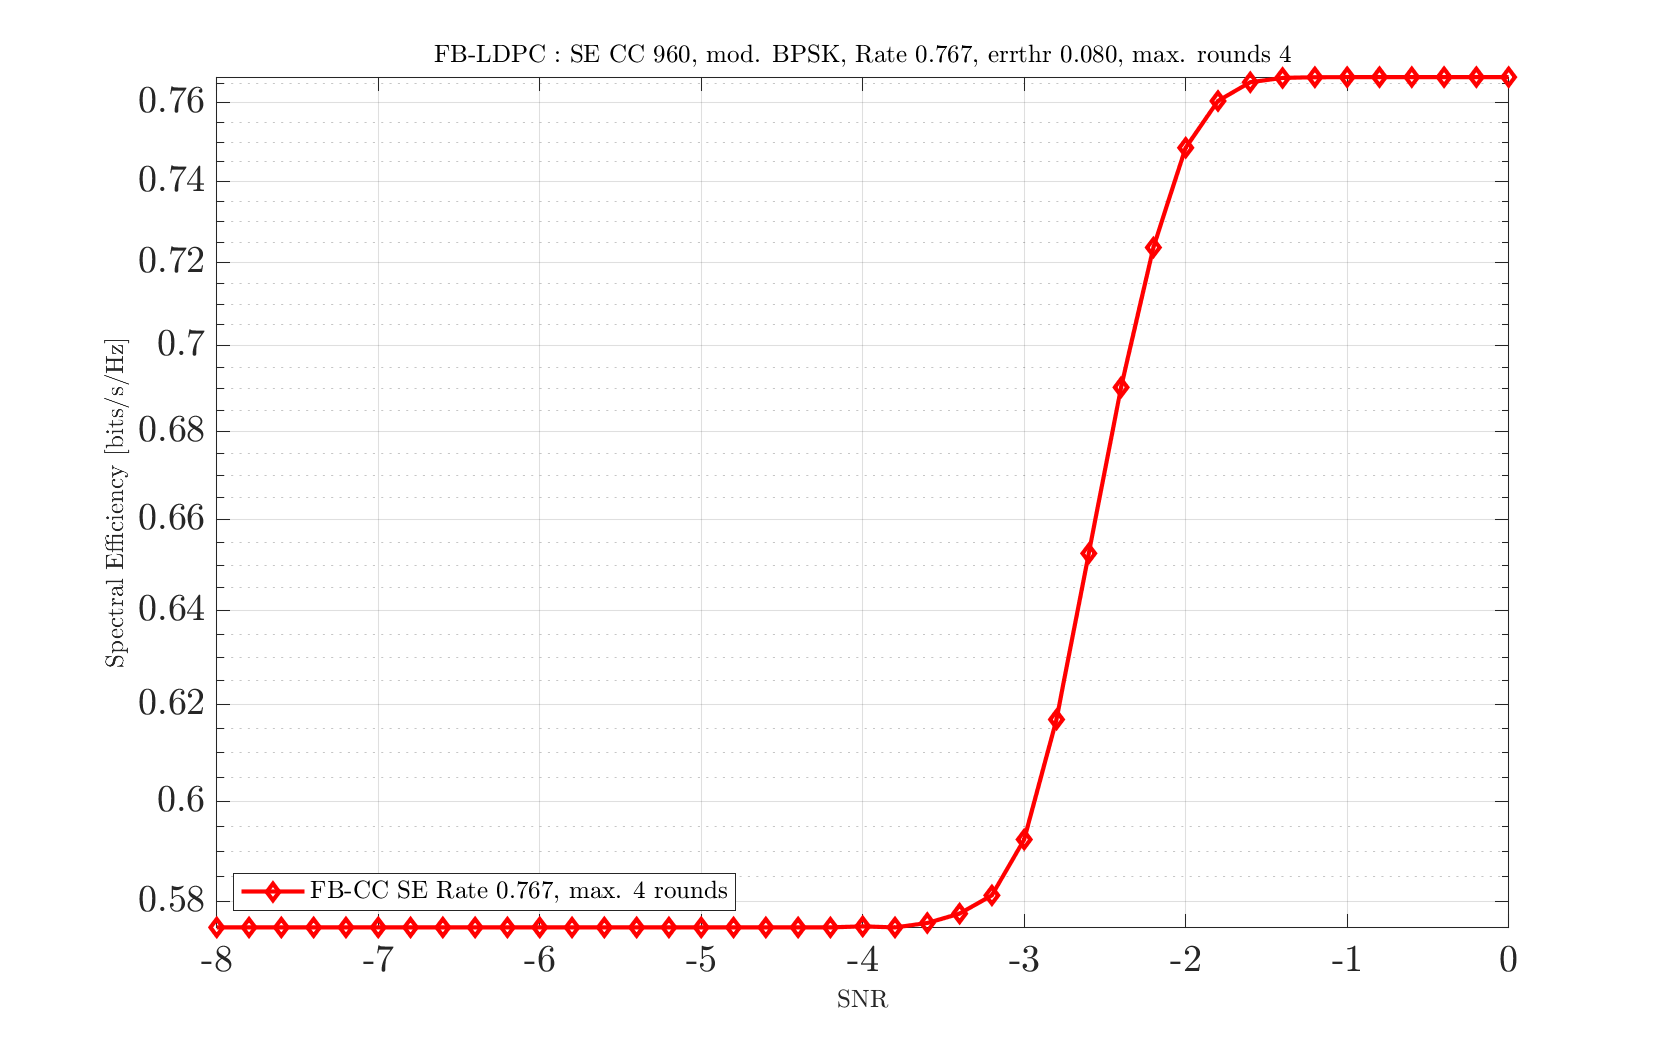 FB-LDPC : SE CC 960, mod. BPSK, Rate 0.767, errthr 0.080, max. rounds 4
0.76
0.74
0.72
0.7
0.68
0.66
0.64
0.62
0.6
0.58
Spectral Efficiency [bits/s/Hz]
FB-CC SE Rate 0.767, max. 4 rounds
-8 -7 -6 -5 -4 -3 -2 -1 0
SNR